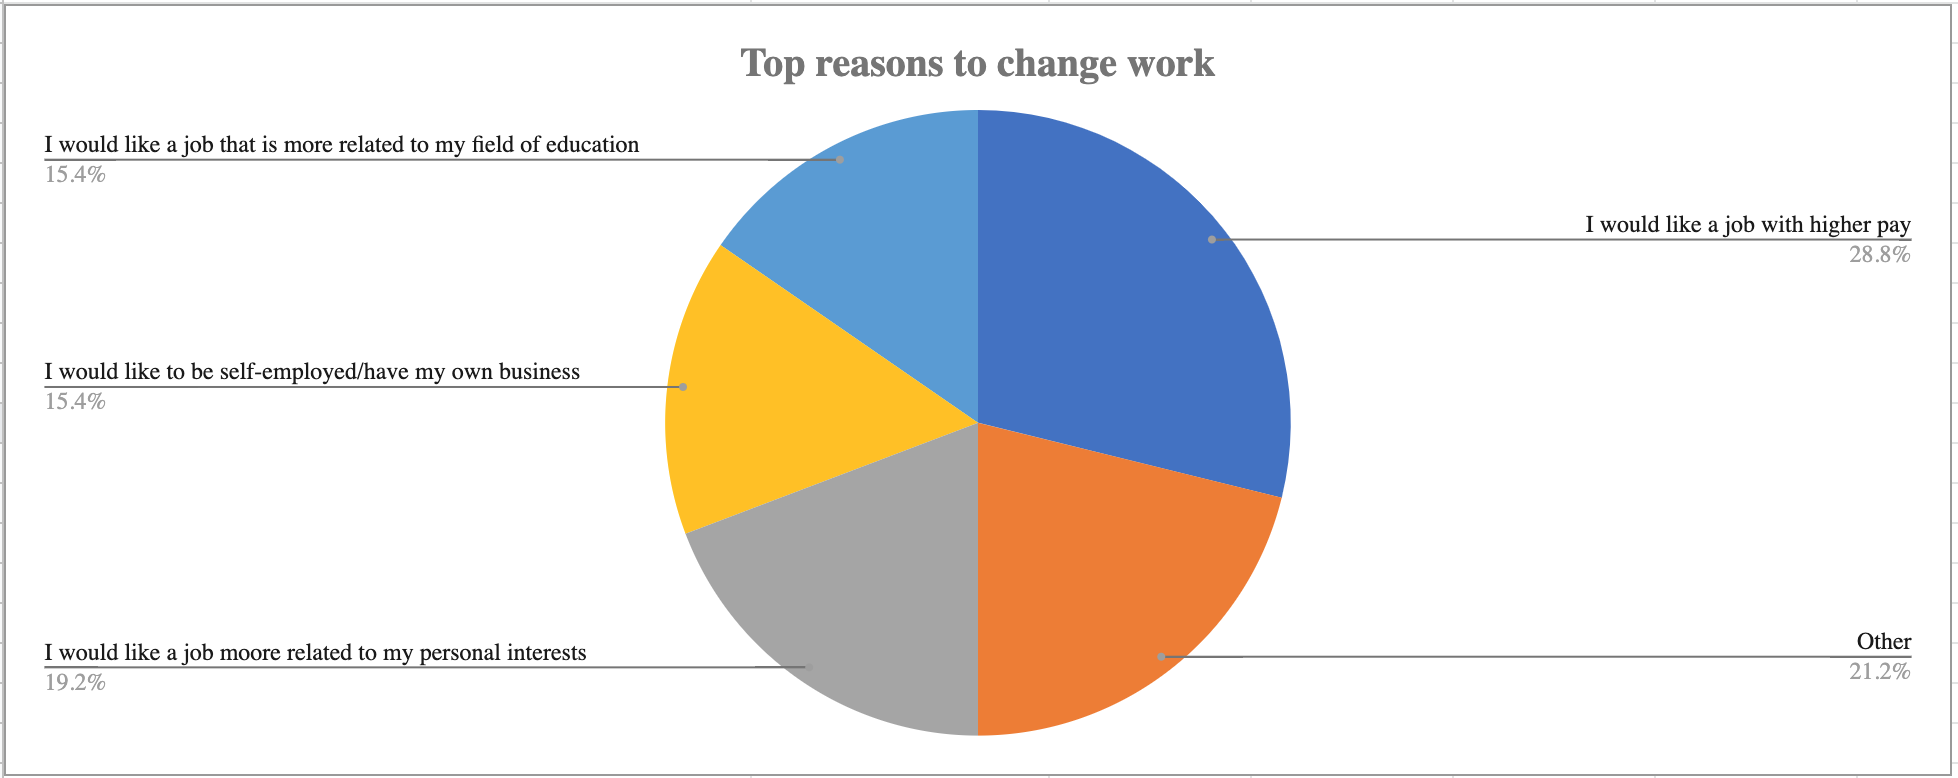 Top reasons to change work
I would like a job that is more related to my field of education
15.4%
I would like a job with higher pay
28.8%
I would like to be self-employed/have my own business
15.4%
I would like a job moore related to my personal interests
19.2%
Other
21.2%